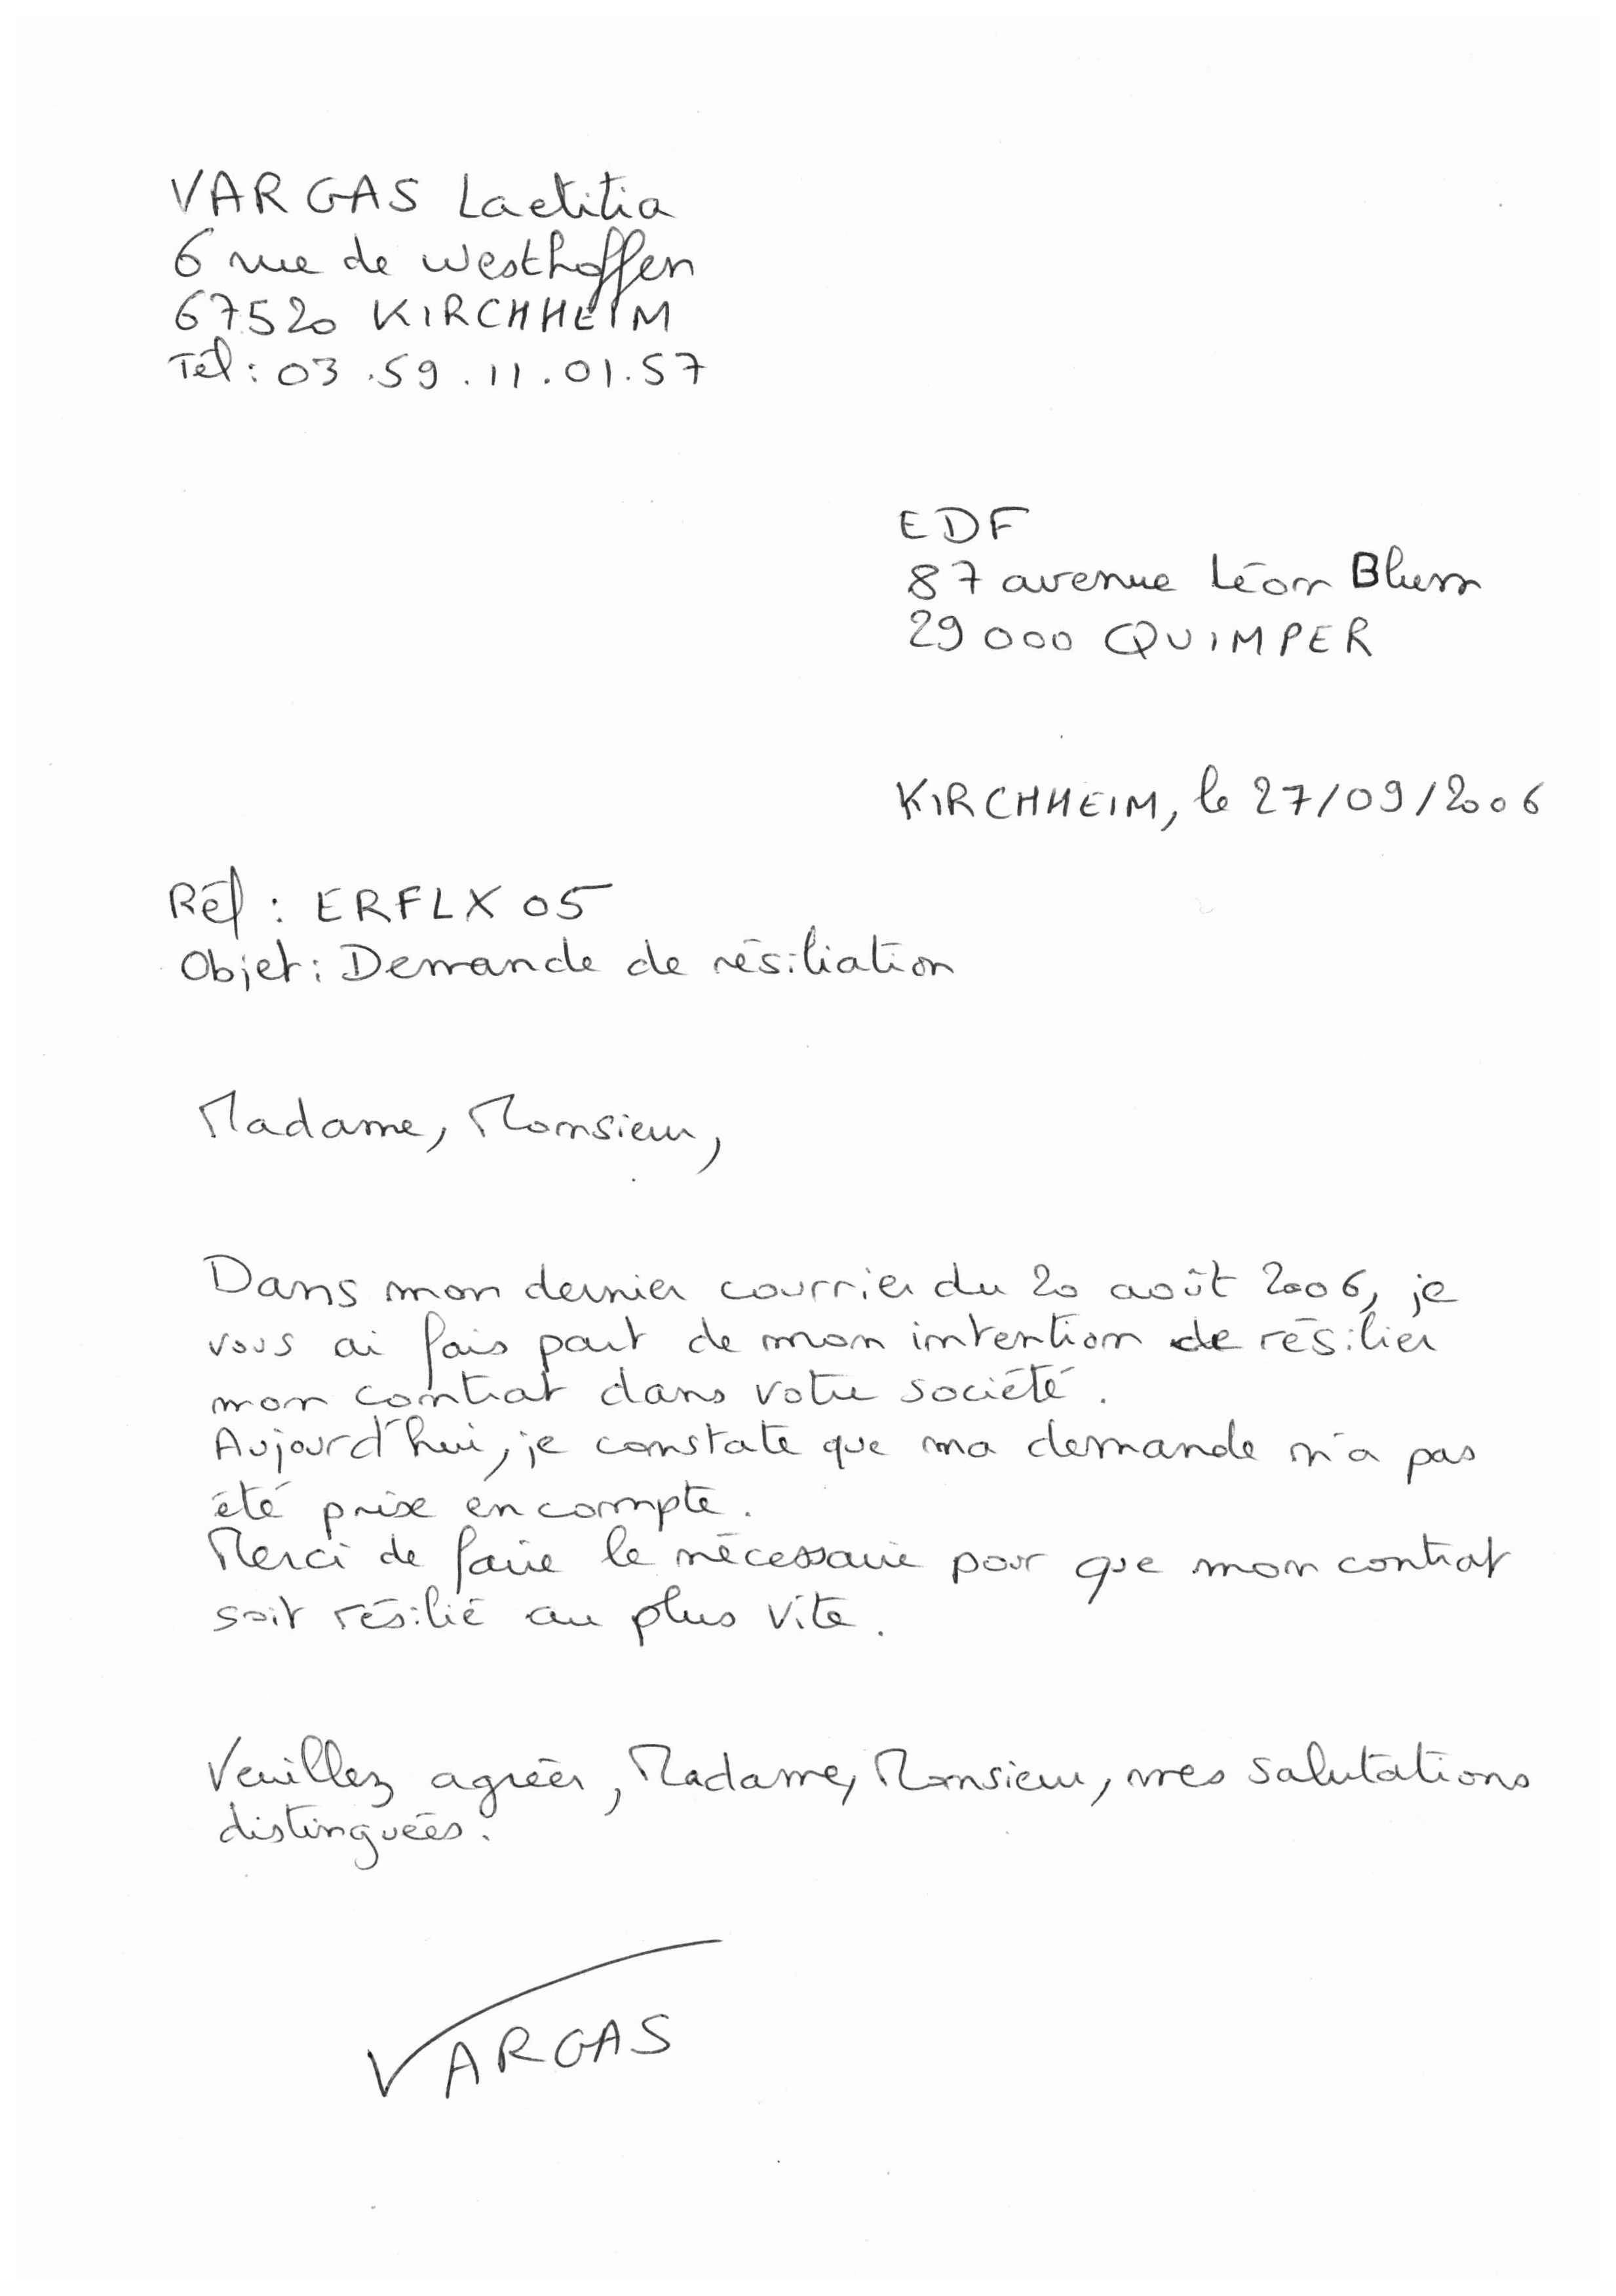 VARGAS Laetitia
6 rue de Westhoffen
67520 KIRCHHEIM
Tél : 03.59.11.01.57
EDF
87 avenue Léon Blum
29 000 QUIMPER
KIRCHHEIM, le 27/09/2006
Réf : ERFLX 05
Objet : Demande de résiliation
Madame, Monsieur,
Dans mon dernier courrier du 20 août 2006, je
vous ai fais part de mon intention de résilier
mon contrat dans votre société.
Aujourd'hui, je constate que ma demande n'a pas
été prise en compte.
Merci de faire le nécessaire pour que mon contrat
soit résilié au plus vite.
Veuillez agréer, Madame, Monsieur, mes salutations
distinguées.
VARGAS